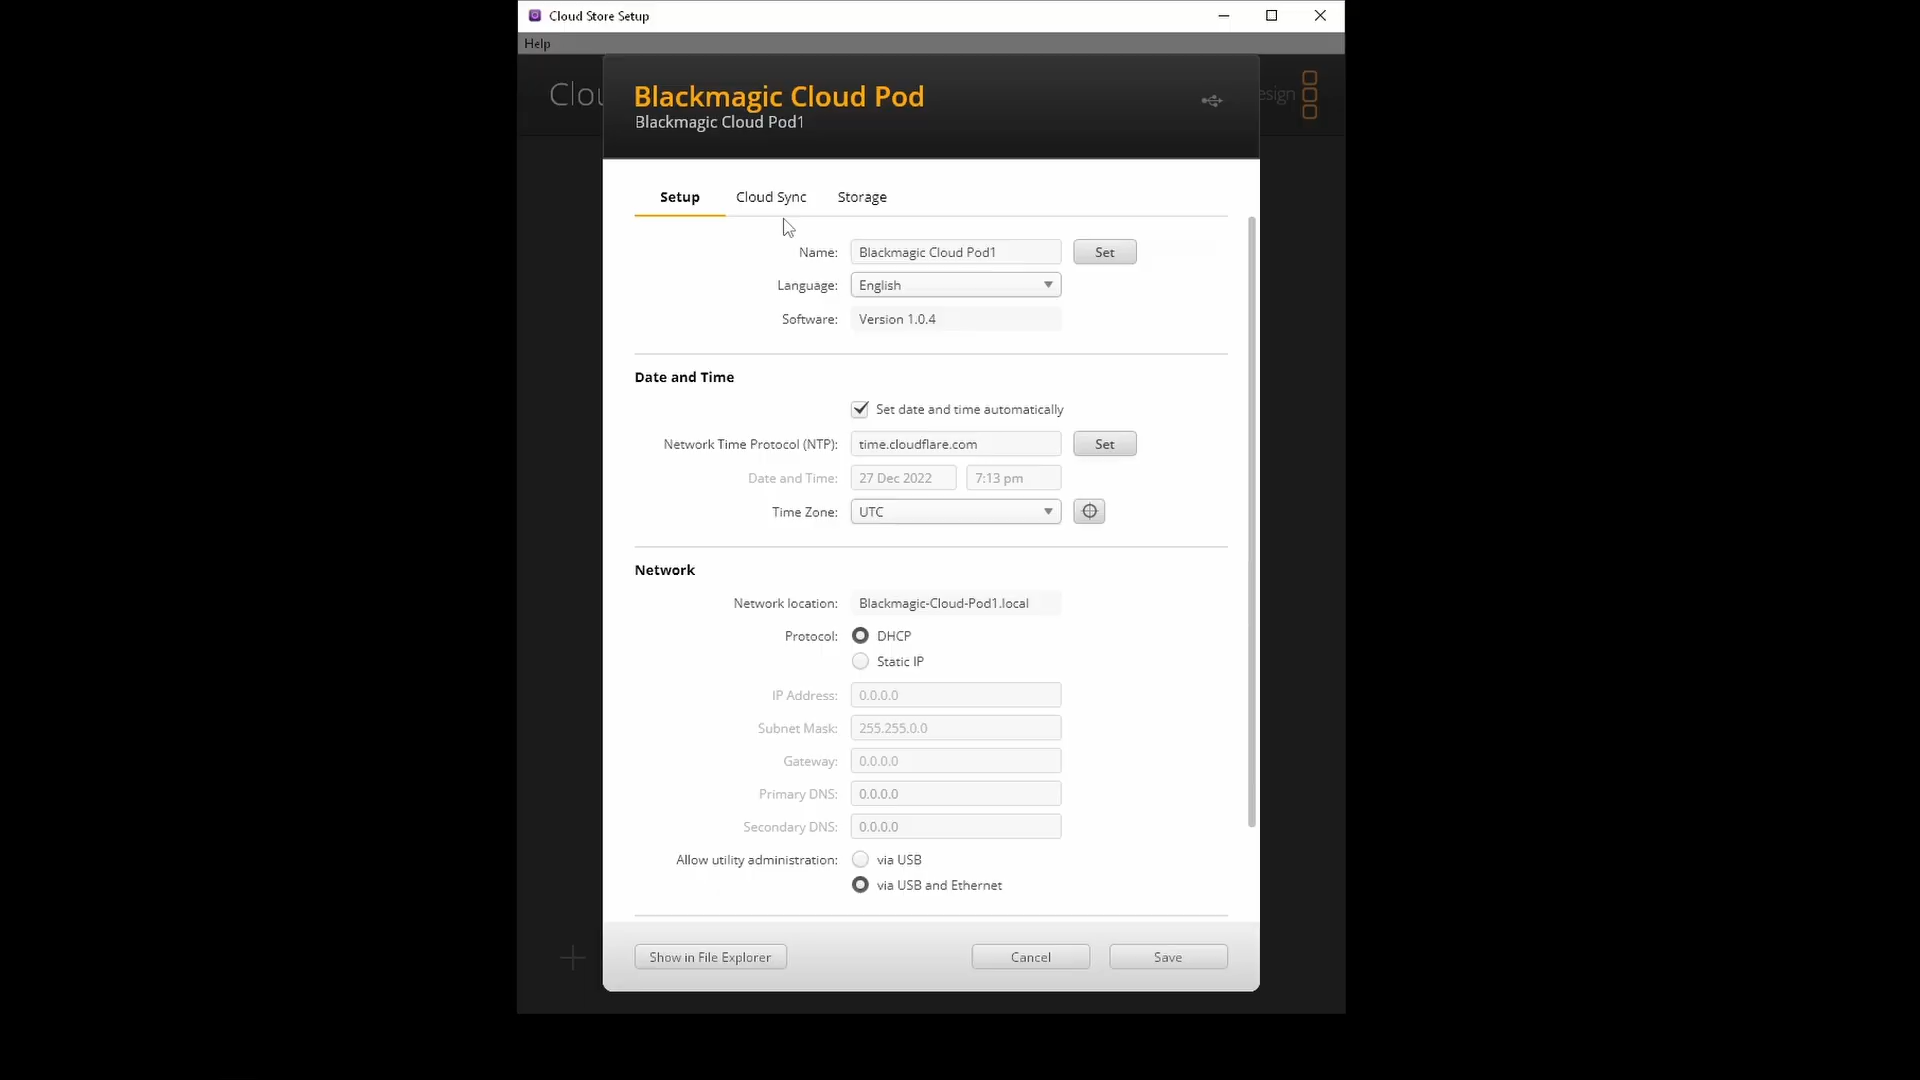 Cloud Store Setup
Help
Clou
Blackmagic Cloud Pod
Blackmagic Cloud Pod1
esign
Setup
Cloud Sync
Storage
Name: Blackmagic Cloud Pod1 Set
Language: English
Software: Version 1.0.4
Date and Time
Set date and time automatically
Network Time Protocol (NTP): time.cloudflare.com Set
Date and Time: 27 Dec 2022 7:13 pm
Time Zone: UTC
Network
Network location: Blackmagic-Cloud-Pod1.local
Protocol: DHCP
Static IP
IP Address: 0.0.0.0
Subnet Mask: 255.255.0.0
Gateway: 0.0.0.0
Primary DNS: 0.0.0.0
Secondary DNS: 0.0.0.0
Allow utility administration: via USB
via USB and Ethernet
Show in File Explorer
Cancel
Save